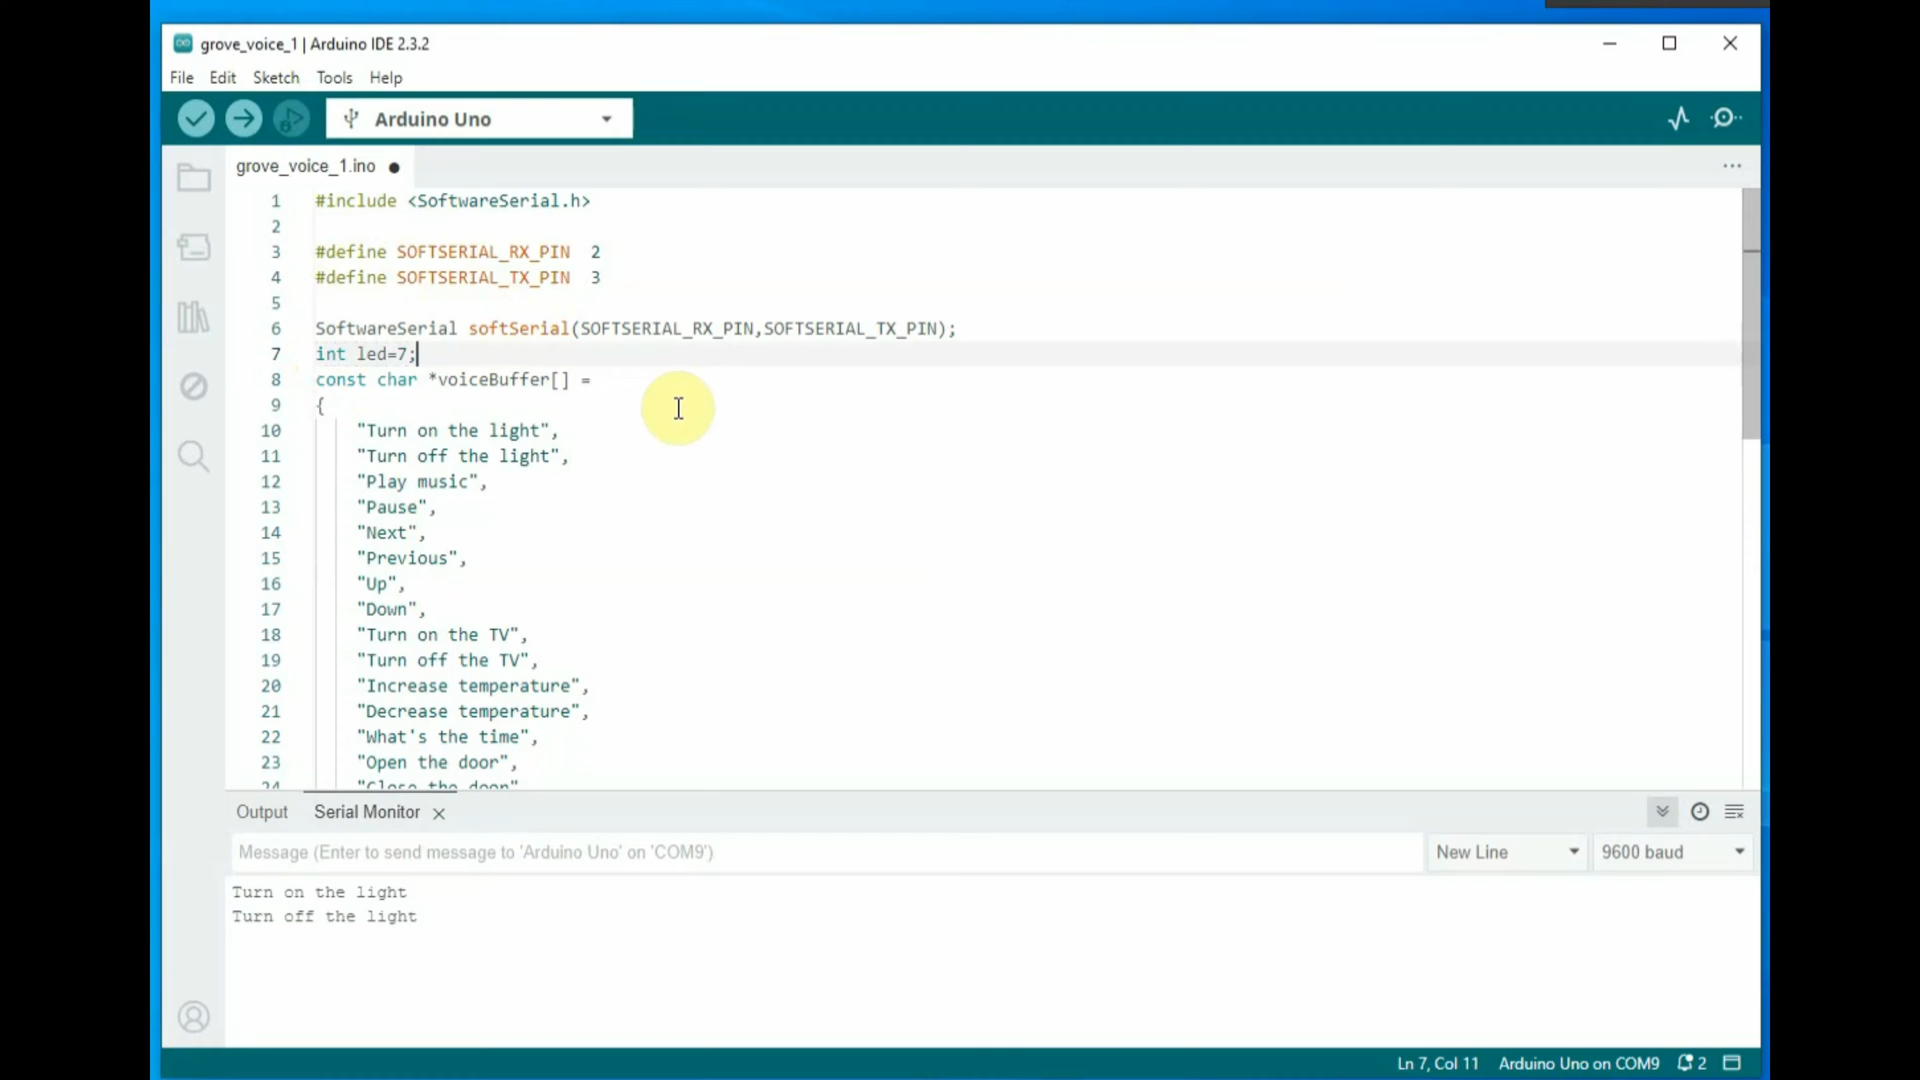 grove_voice_1 | Arduino IDE 2.3.2
File Edit Sketch Tools Help
Arduino Uno
grove_voice_1.ino
1 #include <SoftwareSerial.h>
2
3 #define SOFTSERIAL_RX_PIN  2
4 #define SOFTSERIAL_TX_PIN  3
5
6 SoftwareSerial softSerial(SOFTSERIAL_RX_PIN,SOFTSERIAL_TX_PIN);
7 int led=7;
8 const char *voiceBuffer[] =
9 {
10 "Turn on the light",
11 "Turn off the light",
12 "Play music",
13 "Pause",
14 "Next",
15 "Previous",
16 "Up",
17 "Down",
18 "Turn on the TV",
19 "Turn off the TV",
20 "Increase temperature",
21 "Decrease temperature",
22 "What's the time",
23 "Open the door",
24 "Close the door"
Output Serial Monitor
Message (Enter to send message to 'Arduino Uno' on 'COM9') New Line 9600 baud
Turn on the light
Turn off the light
Ln 7, Col 11 Arduino Uno on COM9 2